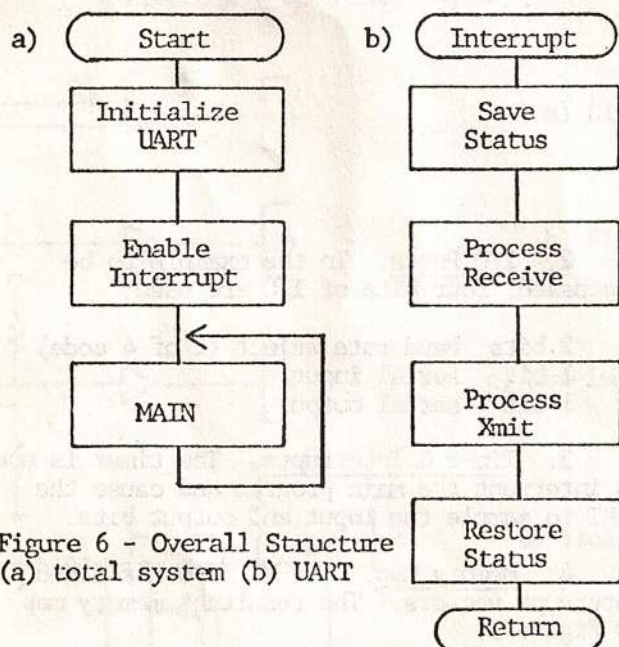 a)
Start
Initialize
UART
Enable
Interrupt
MAIN
Figure 6 - Overall Structure
(a) total system (b) UART
b)
Interrupt
Save
Status
Process
Receive
Process
Xmit
Restore
Status
Return